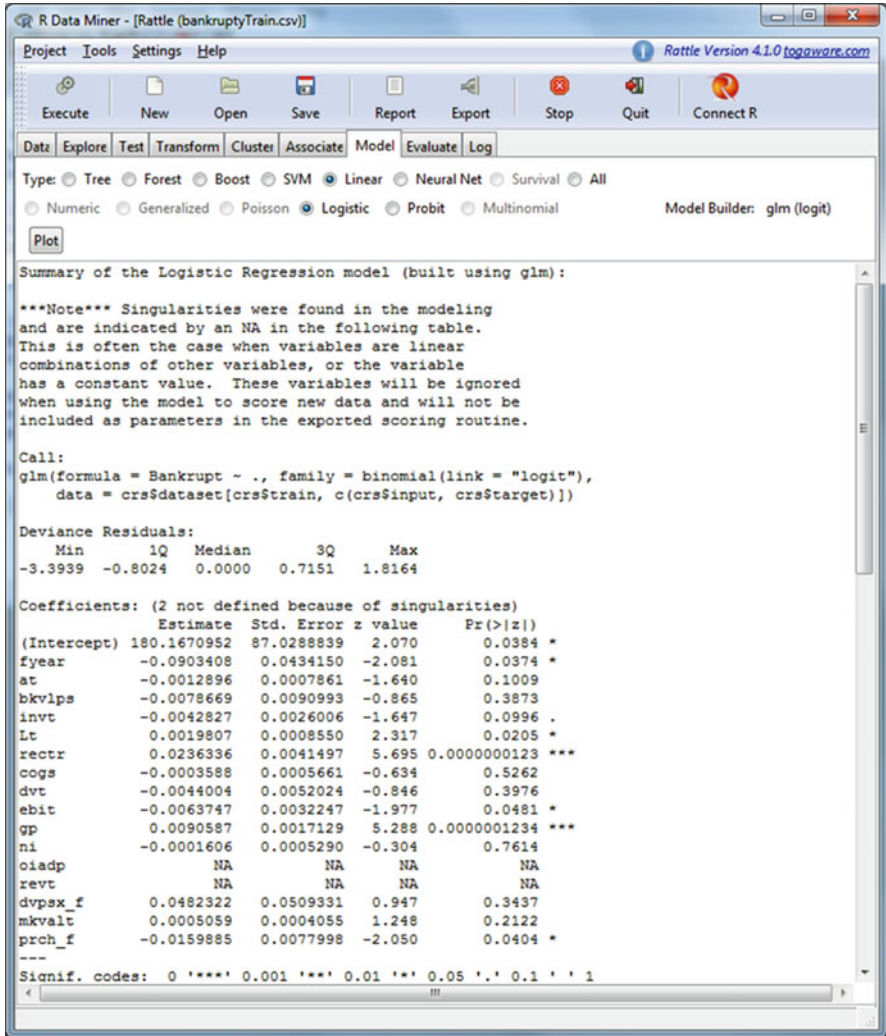 R Data Miner - [Rattle (bankruptyTrain.csv)]
Project Tools Settings Help Rattle Version 4.1.0 togaware.com
Execute New Open Save Report Export Stop Quit Connect R
Data Explore Test Transform Cluster Associate Model Evaluate Log
Type: Tree Forest Boost SVM Linear Neural Net Survival All
Numeric Generalized Poisson Logistic Probit Multinomial Model Builder: glm (logit)
Plot
Summary of the Logistic Regression model (built using glm):
***Note*** Singularities were found in the modeling
and are indicated by an NA in the following table.
This is often the case when variables are linear
combinations of other variables, or the variable
has a constant value. These variables will be ignored
when using the model to score new data and will not be
included as parameters in the exported scoring routine.
Call:
glm(formula = Bankrupt ~ ., family = binomial(link = "logit"),
data = crs$dataset[crs$train, c(crs$input, crs$target)])
Deviance Residuals:
Min 1Q Median 3Q Max
-3.3939 -0.8024 0.0000 0.7151 1.8164
Coefficients: (2 not defined because of singularities)
Estimate Std. Error z value Pr(>|z|)
(Intercept) 180.1670952 87.0288839 2.070 0.0384 *
fyear -0.0903408 0.0434150 -2.081 0.0374 *
at -0.0012896 0.0007861 -1.640 0.1009
bkvlps -0.0078669 0.0090993 -0.865 0.3873
invt -0.0042827 0.0026006 -1.647 0.0996 .
Lt 0.0019807 0.0008550 2.317 0.0205 *
rectr 0.0236336 0.0041497 5.695 0.0000000123 ***
cogs -0.0003588 0.0005661 -0.634 0.5262
dvt -0.0044004 0.0052024 -0.846 0.3976
ebit -0.0063747 0.0032247 -1.977 0.0481 *
gp 0.0090587 0.0017129 5.288 0.0000001234 ***
ni -0.0001606 0.0005290 -0.304 0.7614
oiadp NA NA NA NA
revt NA NA NA NA
dvpsx_f 0.0482322 0.0509331 0.947 0.3437
mkvalt 0.0005059 0.0004055 1.248 0.2122
prch_f -0.0159885 0.0077998 -2.050 0.0404 *
---
Signif. codes: 0 '***' 0.001 '**' 0.01 '*' 0.05 '.' 0.1 ' ' 1